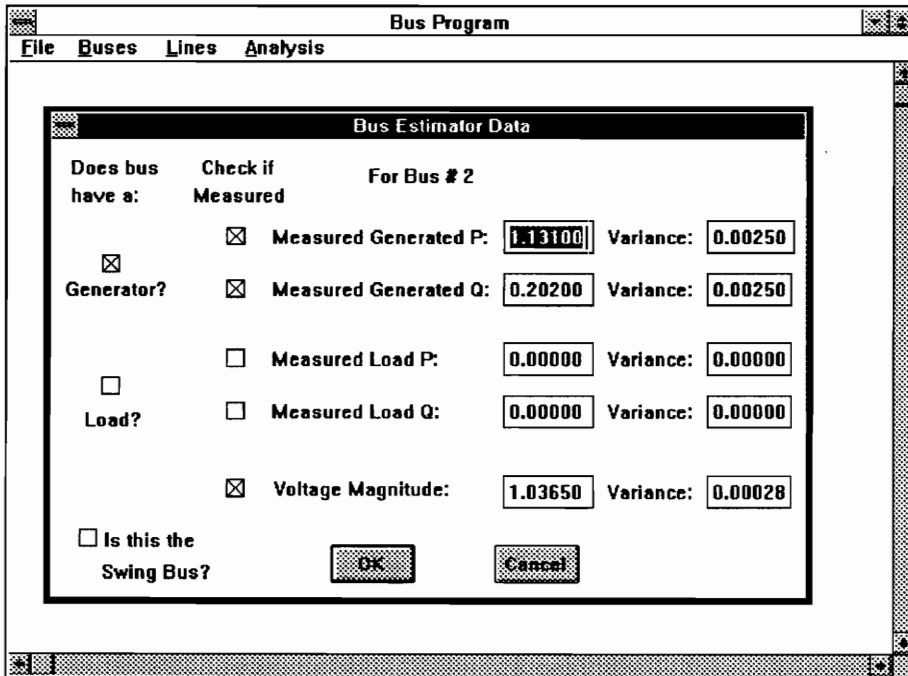 Bus Program
File Buses Lines Analysis
Bus Estimator Data
Does bus have a:
Check if Measured
For Bus # 2
Generator?
Measured Generated P: 1.13100 Variance: 0.00250
Measured Generated Q: 0.20200 Variance: 0.00250
Load?
Measured Load P: 0.00000 Variance: 0.00000
Measured Load Q: 0.00000 Variance: 0.00000
Voltage Magnitude: 1.03650 Variance: 0.00028
Is this the
Swing Bus?
OK Cancel